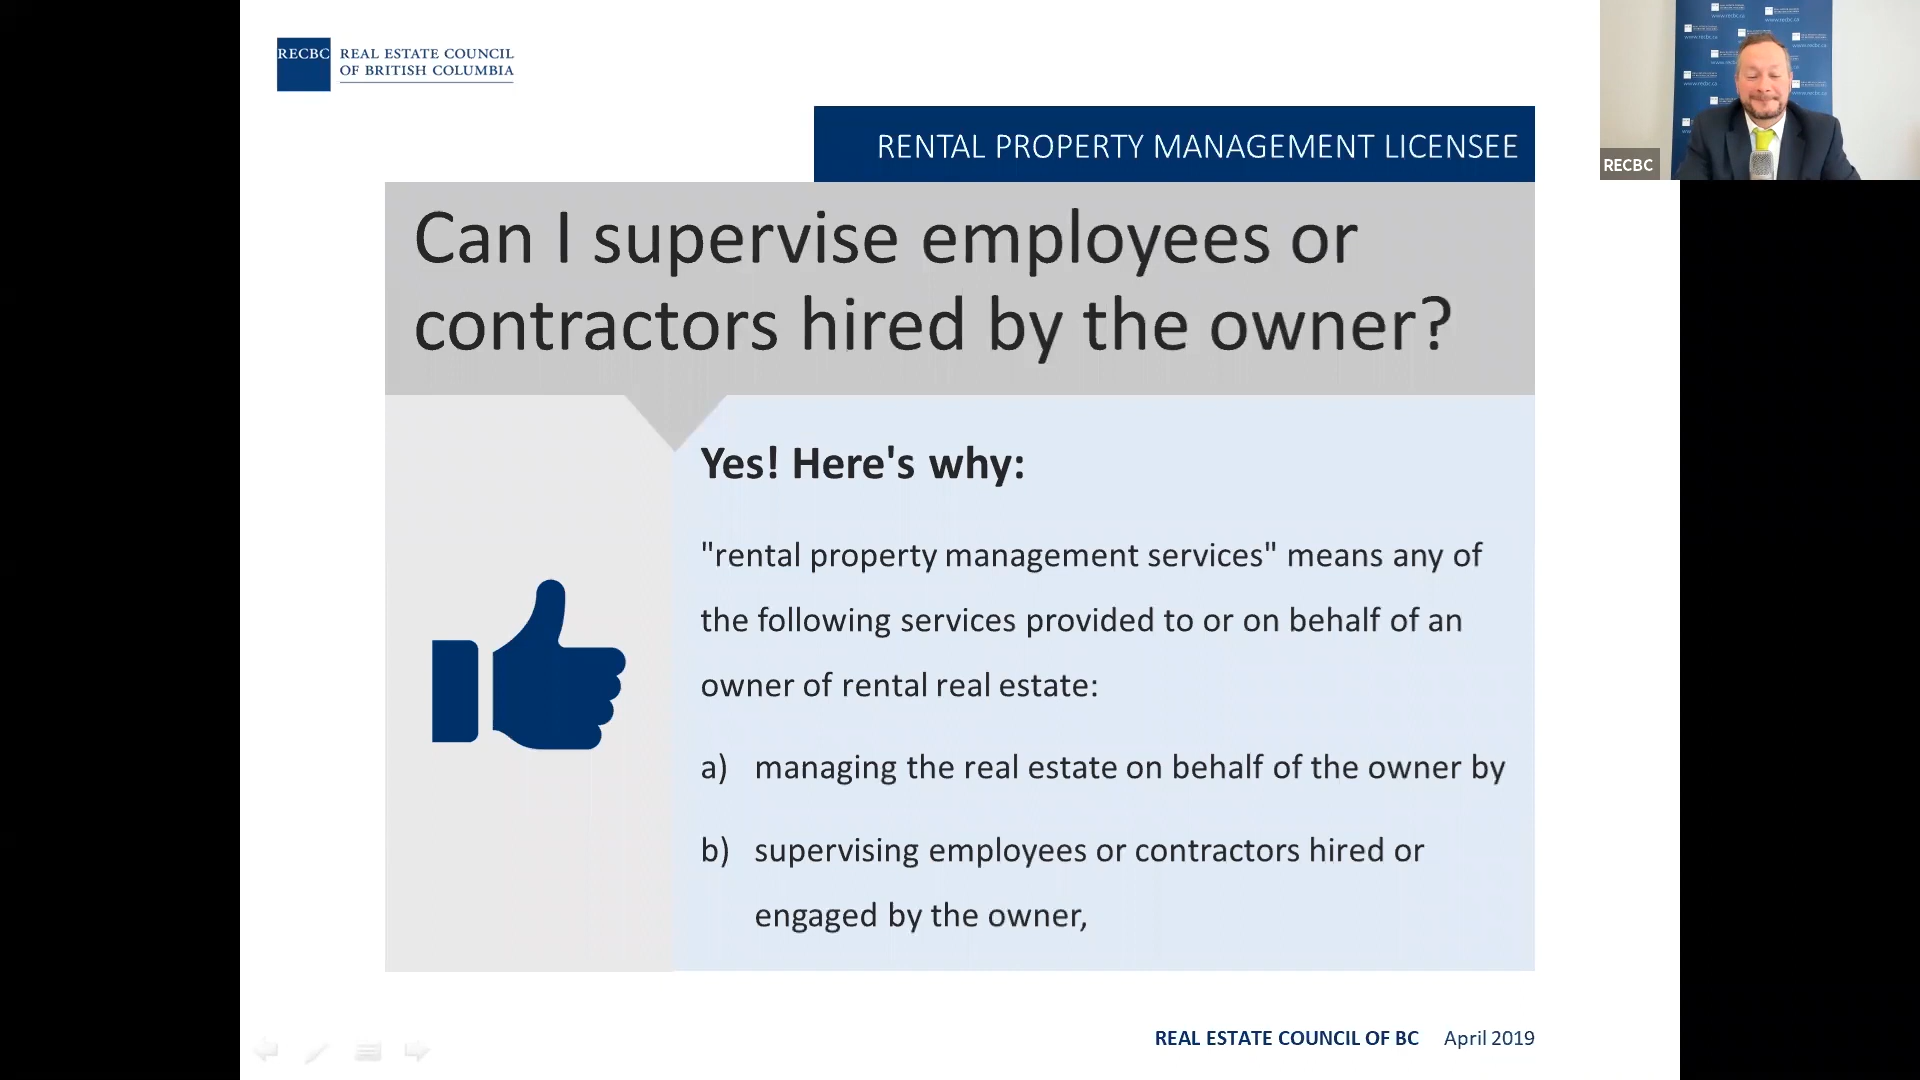 RECBC
REAL ESTATE COUNCIL
OF BRITISH COLUMBIA
RENTAL PROPERTY MANAGEMENT LICENSEE
Can I supervise employees or
contractors hired by the owner?
Yes! Here's why:
"rental property management services" means any of
the following services provided to or on behalf of an
owner of rental real estate:
a) managing the real estate on behalf of the owner by
b) supervising employees or contractors hired or
engaged by the owner,
REAL ESTATE COUNCIL OF BC April 2019
RECBC
www.recbc.ca